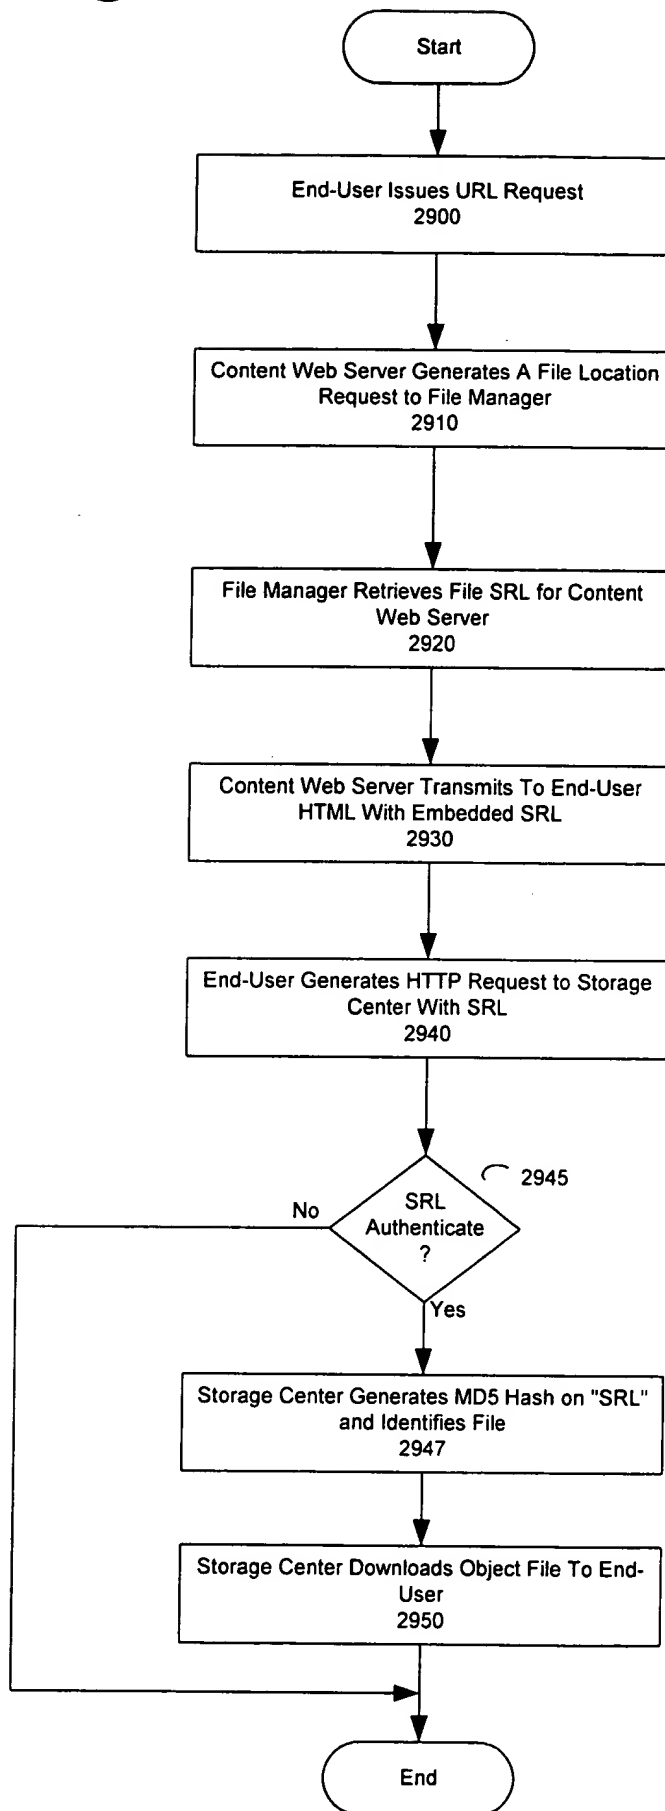 Start
End-User Issues URL Request
2900
Content Web Server Generates A File Location
Request to File Manager
2910
File Manager Retrieves File SRL for Content
Web Server
2920
Content Web Server Transmits To End-User
HTML With Embedded SRL
2930
End-User Generates HTTP Request to Storage
Center With SRL
2940
2945
No
SRL
Authenticate
?
Yes
Storage Center Generates MD5 Hash on "SRL"
and Identifies File
2947
Storage Center Downloads Object File To End-
User
2950
End